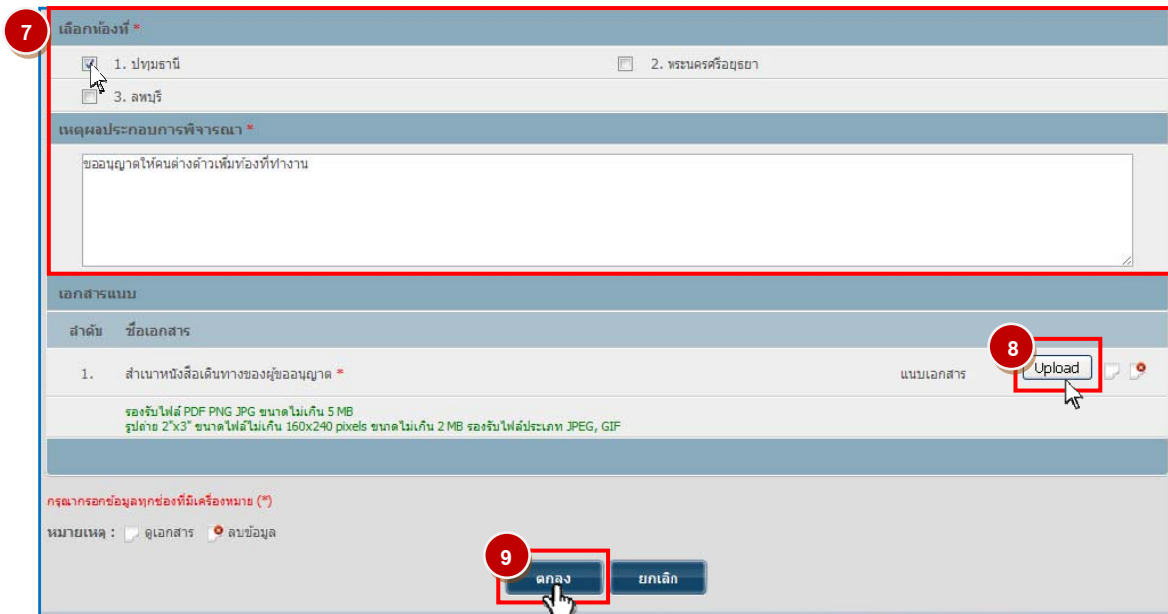 7
เลือกท้องที่ *
1. ปทุมธานี
2. พระนครศรีอยุธยา
3. ลพบุรี
เหตุผลประกอบการพิจารณา *
ขออนุญาตให้คนต่างด้าวเพิ่มท้องที่ทำงาน
เอกสารแนบ
ลำดับ ชื่อเอกสาร
8
1. สำเนาหนังสือเดินทางของผู้ขออนุญาต * แนบเอกสาร Upload
รองรับไฟล์ PDF PNG JPG ขนาดไม่เกิน 5 MB
รูปถ่าย 2"x3" ขนาดไฟล์ไม่เกิน 160x240 pixels ขนาดไม่เกิน 2 MB รองรับไฟล์ประเภท JPEG, GIF
กรุณากรอกข้อมูลทุกช่องที่มีเครื่องหมาย (*)
หมายเหตุ : ดูเอกสาร ลบข้อมูล
9
ตกลง ยกเลิก